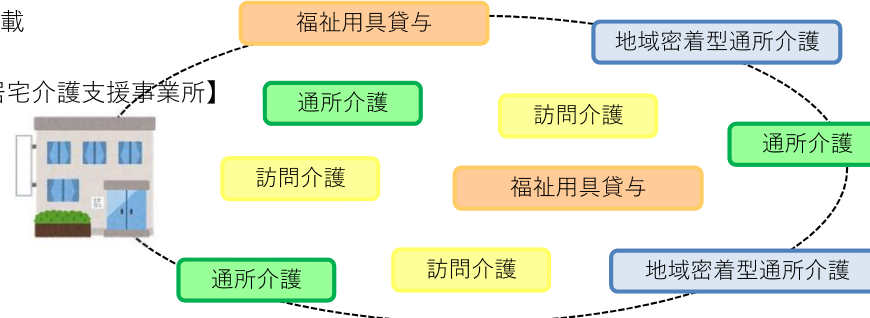 載
福祉用具貸与
地域密着型通所介護
居宅介護支援事業所】
通所介護
訪問介護
通所介護
訪問介護
福祉用具貸与
通所介護
訪問介護
地域密着型通所介護